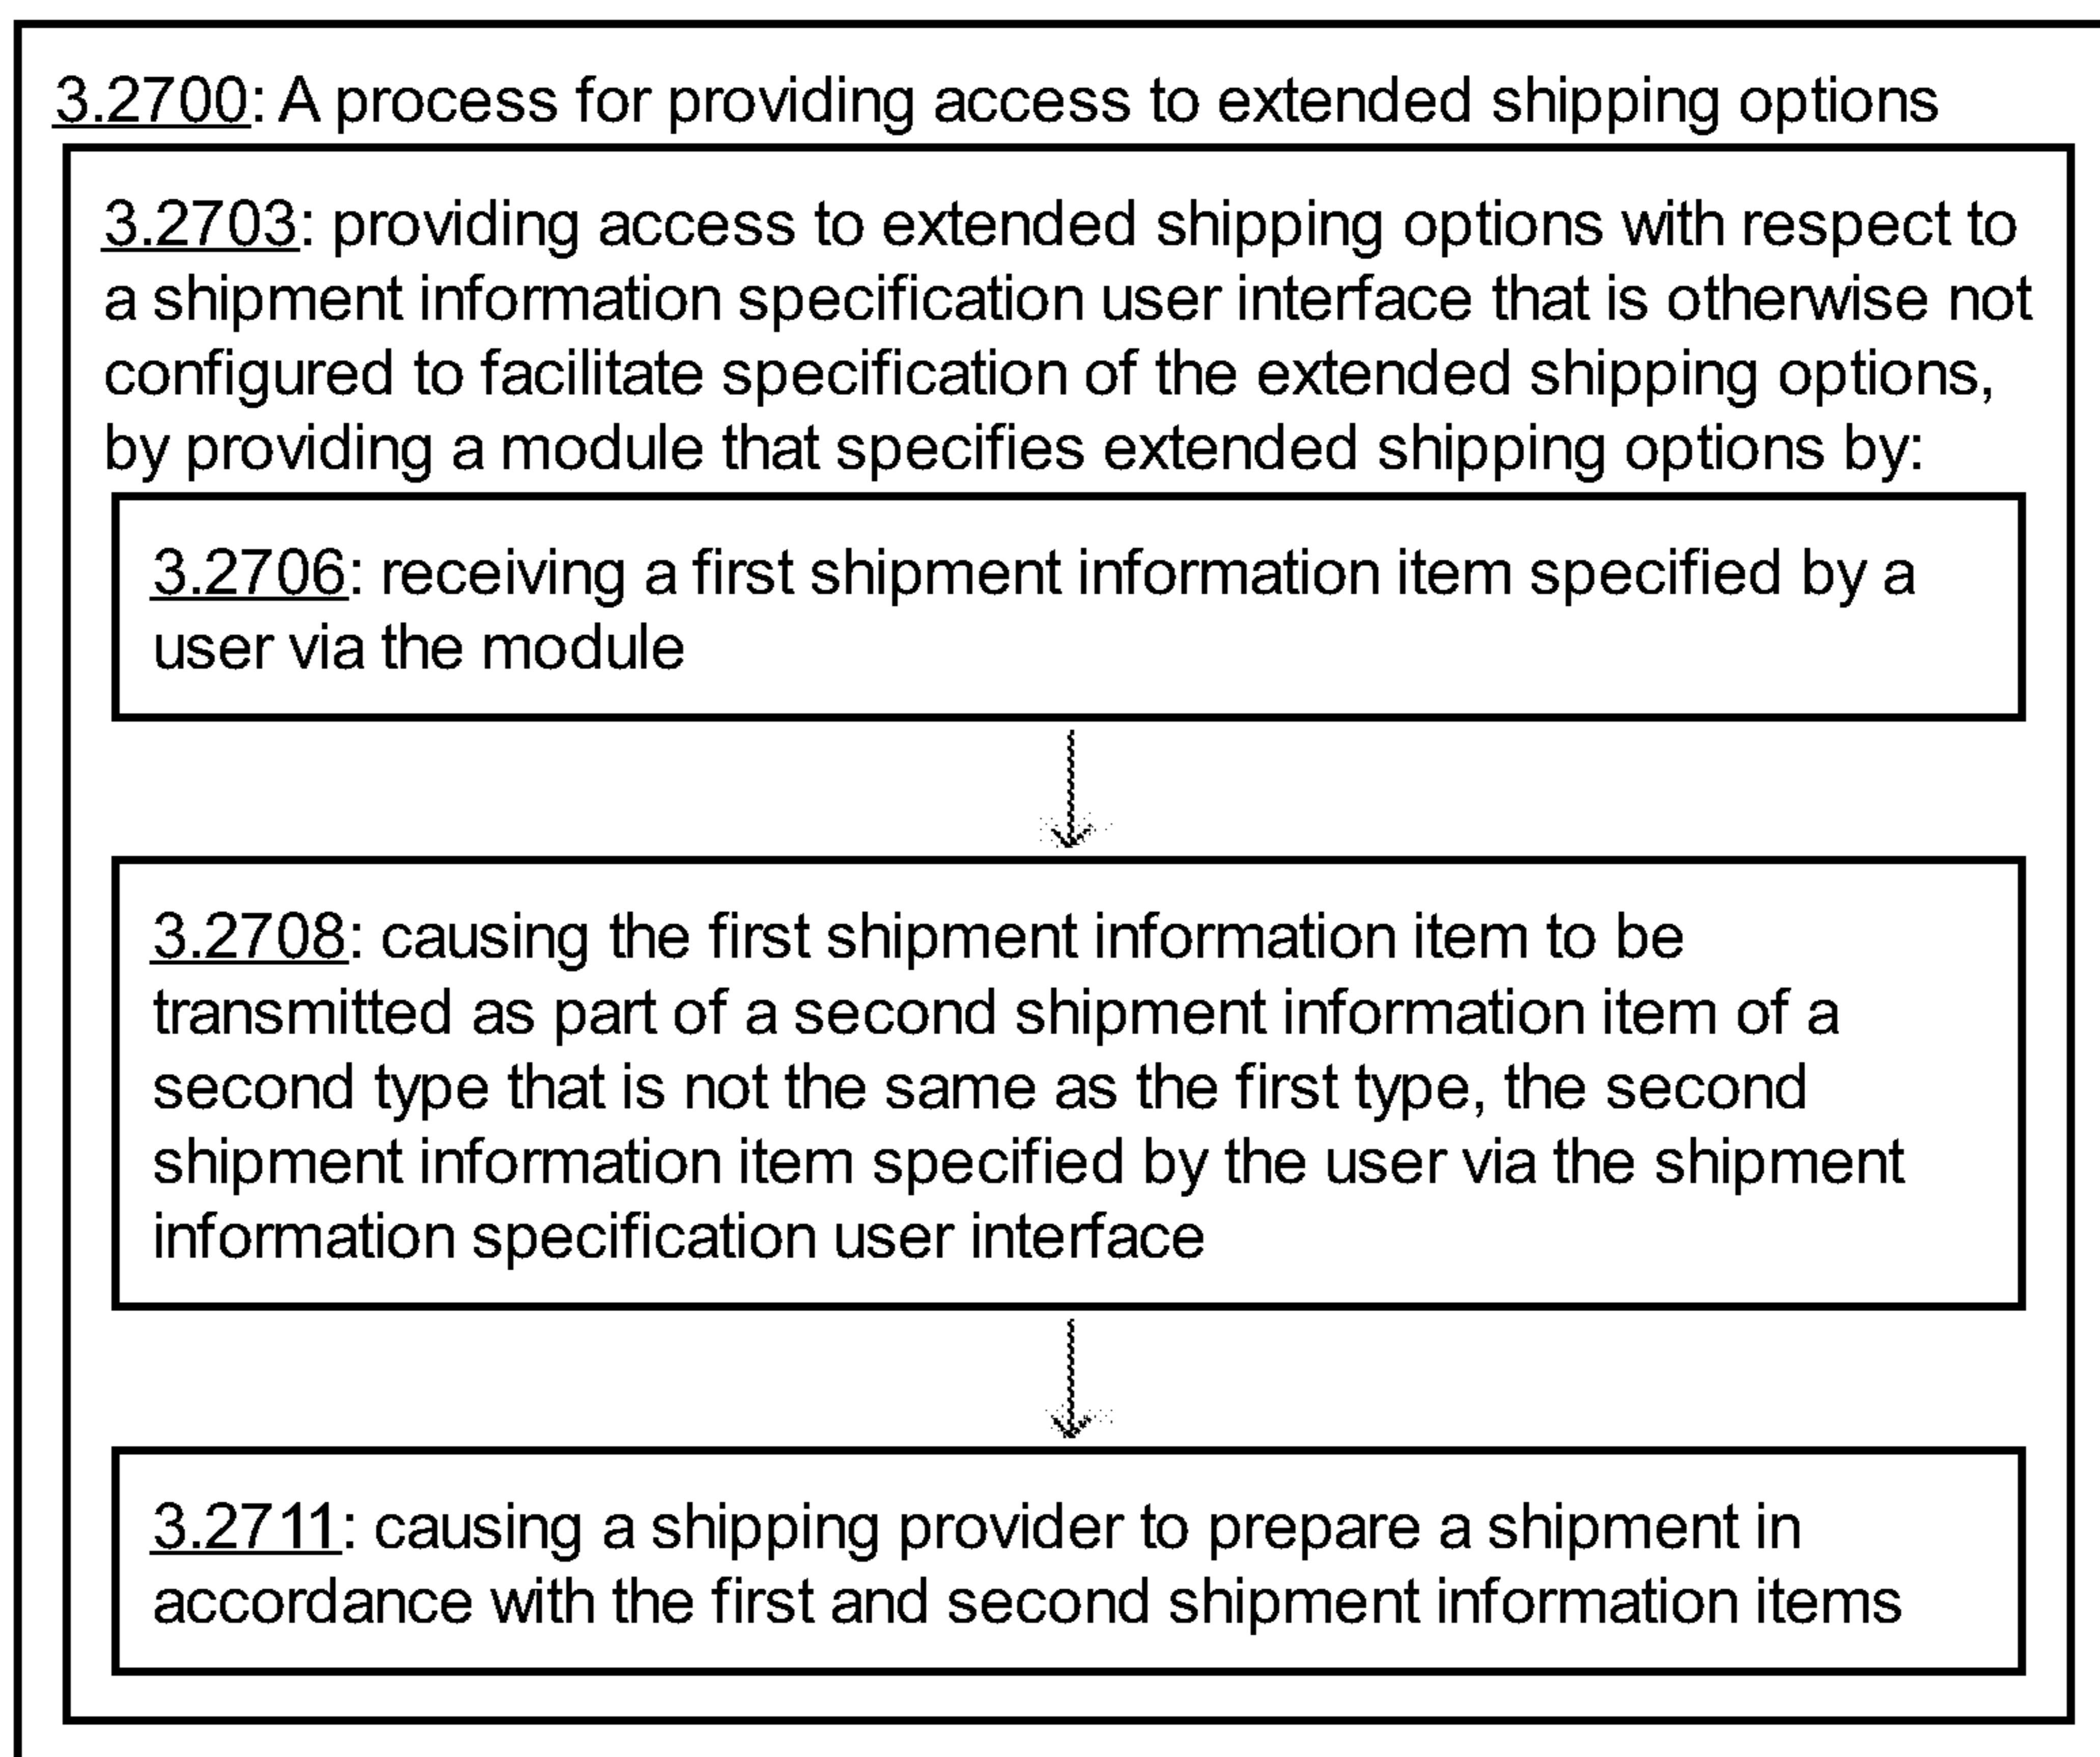 3.2700: A process for providing access to extended shipping options
3.2703: providing access to extended shipping options with respect to
a shipment information specification user interface that is otherwise not
configured to facilitate specification of the extended shipping options,
by providing a module that specifies extended shipping options by:
3.2706: receiving a first shipment information item specified by a
user via the module
3.2708: causing the first shipment information item to be
transmitted as part of a second shipment information item of a
second type that is not the same as the first type, the second
shipment information item specified by the user via the shipment
information specification user interface
3.2711: causing a shipping provider to prepare a shipment in
accordance with the first and second shipment information items